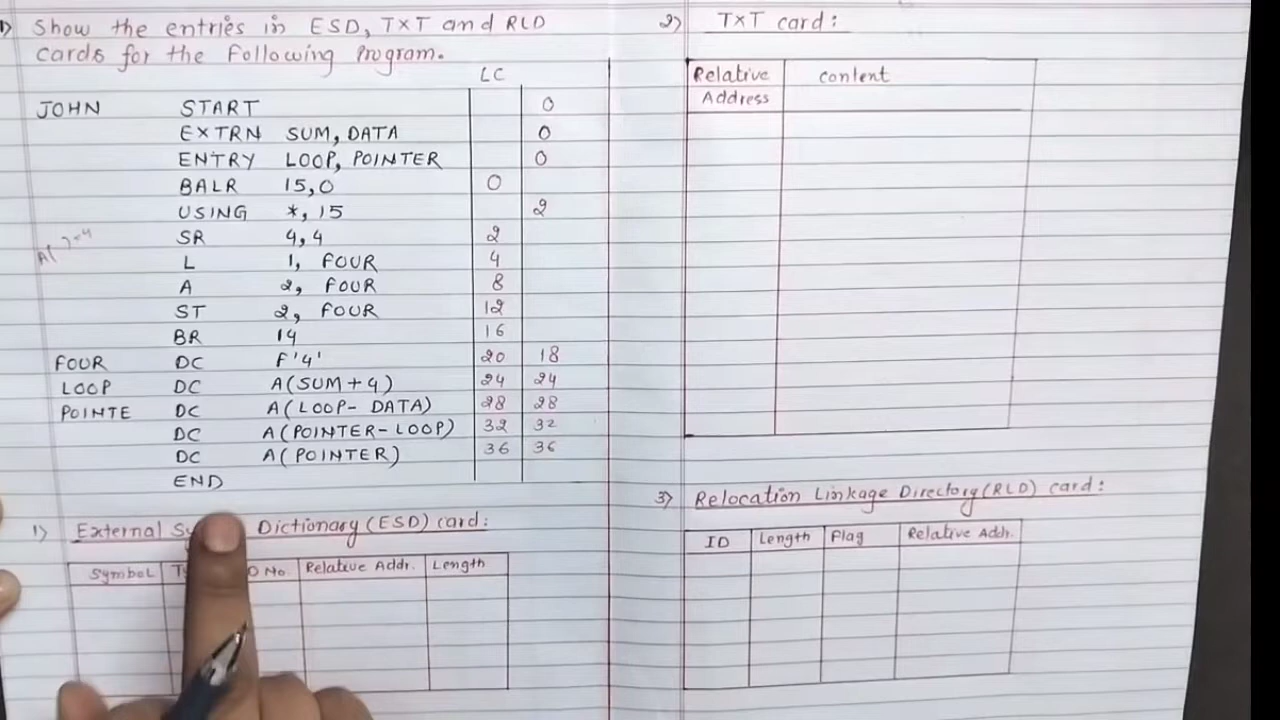 1) Show the entries in ESD, TXT and RLD
cards for the following Program.
LC
JOHN START 0
EXTRN SUM, DATA 0
ENTRY LOOP, POINTER 0
BALR 15,0 0
USING *, 15 2
SR 4,4 2
L 1, FOUR 4
A 2, FOUR 8
ST 2, FOUR 12
BR 14 16
FOUR DC F'4' 20 18
LOOP DC A(SUM+4) 24 24
POINTE DC A(LOOP- DATA) 28 28
DC A(POINTER-LOOP) 32 32
DC A(POINTER) 36 36
END
1) External Dictionary (ESD) card:
Symbol No. Relative Addr. Length
2) TXT card:
Relative Address content
3) Relocation Linkage Directory(RLD) card:
ID Length Flag Relative Addr.